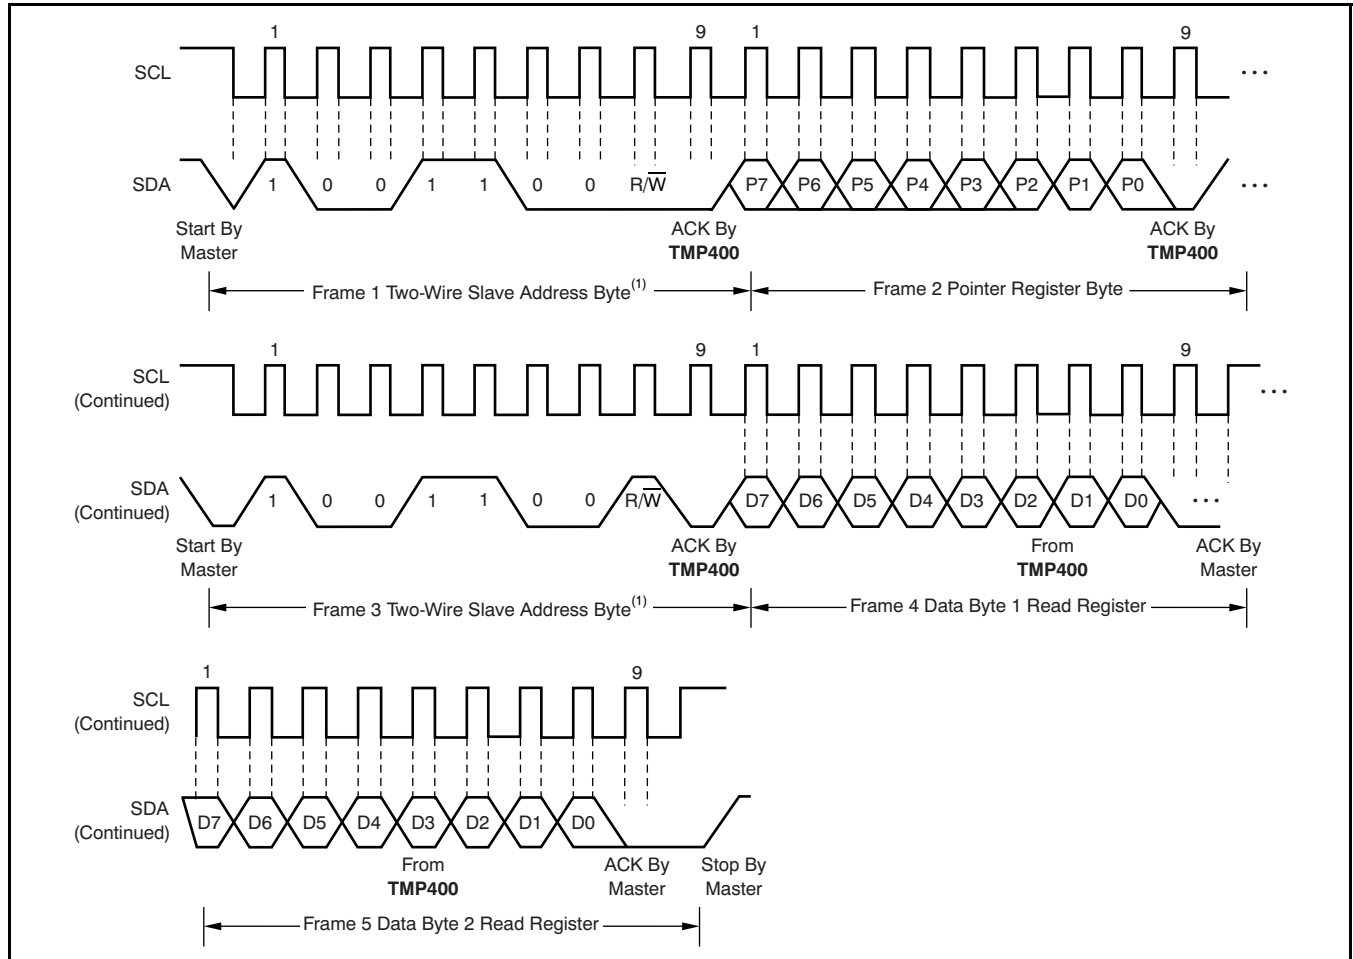 1 9 1 9
SCL ...
SDA 1 0 0 1 1 0 0 R/W̅ P7 P6 P5 P4 P3 P2 P1 P0 ...
Start By Master ACK By TMP400 ACK By TMP400
Frame 1 Two-Wire Slave Address Byte(1) Frame 2 Pointer Register Byte
1 9 1 9
SCL (Continued) ...
SDA (Continued) 1 0 0 1 1 0 0 R/W̅ D7 D6 D5 D4 D3 D2 D1 D0 ...
Start By Master ACK By TMP400 From TMP400 ACK By Master
Frame 3 Two-Wire Slave Address Byte(1) Frame 4 Data Byte 1 Read Register
1 9
SCL (Continued)
SDA (Continued) D7 D6 D5 D4 D3 D2 D1 D0
From TMP400 ACK By Master Stop By Master
Frame 5 Data Byte 2 Read Register